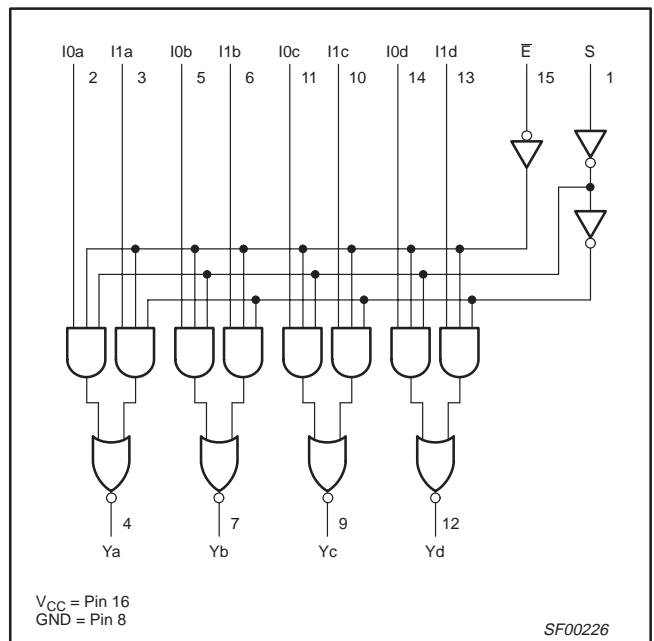 I0a I1a I0b I1b I0c I1c I0d I1d E̅ S
2 3 5 6 11 10 14 13 15 1
4 7 9 12
Ya Yb Yc Yd
VCC = Pin 16
GND = Pin 8
SF00226